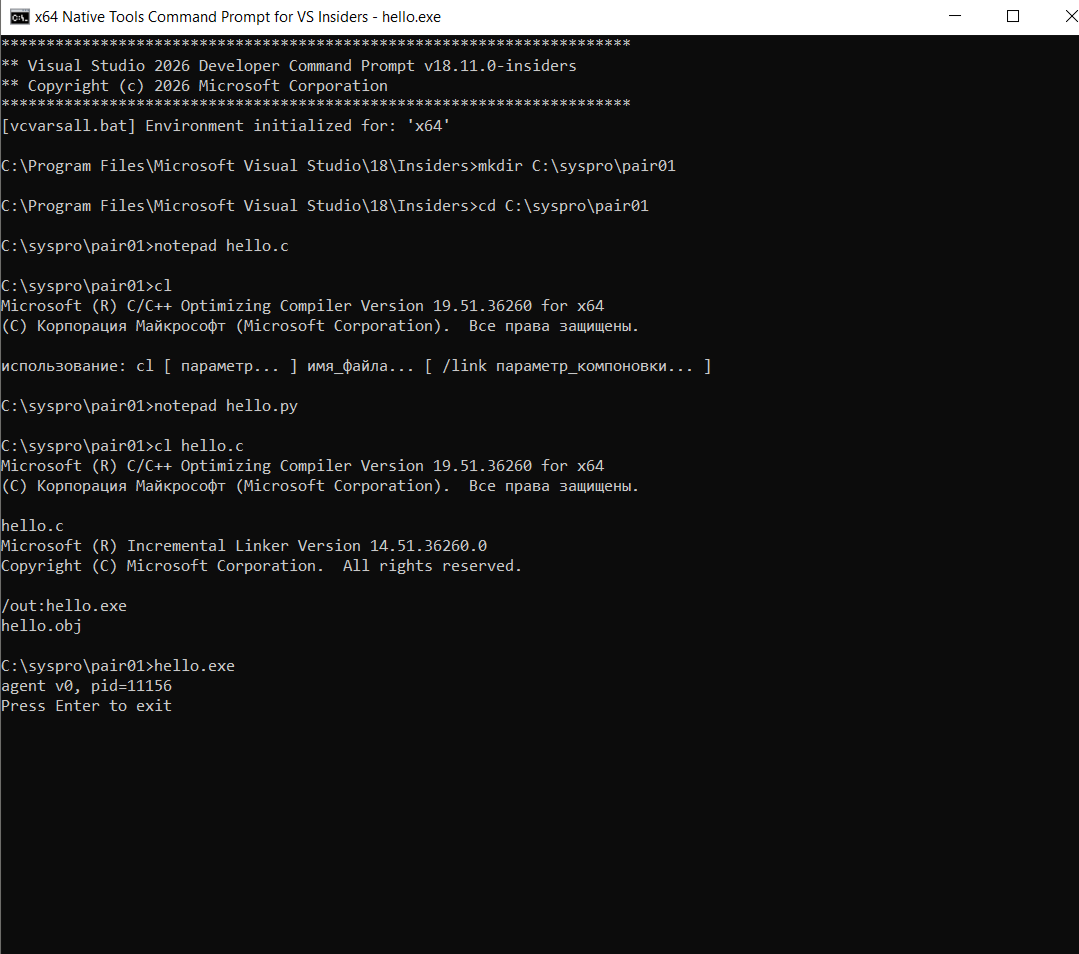 x64 Native Tools Command Prompt for VS Insiders - hello.exe
**********************************************************************
** Visual Studio 2026 Developer Command Prompt v18.11.0-insiders
** Copyright (c) 2026 Microsoft Corporation
**********************************************************************
[vcvarsall.bat] Environment initialized for: 'x64'
C:\Program Files\Microsoft Visual Studio\18\Insiders>mkdir C:\syspro\pair01
C:\Program Files\Microsoft Visual Studio\18\Insiders>cd C:\syspro\pair01
C:\syspro\pair01>notepad hello.c
C:\syspro\pair01>cl
Microsoft (R) C/C++ Optimizing Compiler Version 19.51.36260 for x64
(C) Корпорация Майкрософт (Microsoft Corporation).  Все права защищены.
использование: cl [ параметр... ] имя_файла... [ /link параметр_компоновки... ]
C:\syspro\pair01>notepad hello.py
C:\syspro\pair01>cl hello.c
Microsoft (R) C/C++ Optimizing Compiler Version 19.51.36260 for x64
(C) Корпорация Майкрософт (Microsoft Corporation).  Все права защищены.
hello.c
Microsoft (R) Incremental Linker Version 14.51.36260.0
Copyright (C) Microsoft Corporation.  All rights reserved.
/out:hello.exe
hello.obj
C:\syspro\pair01>hello.exe
agent v0, pid=11156
Press Enter to exit